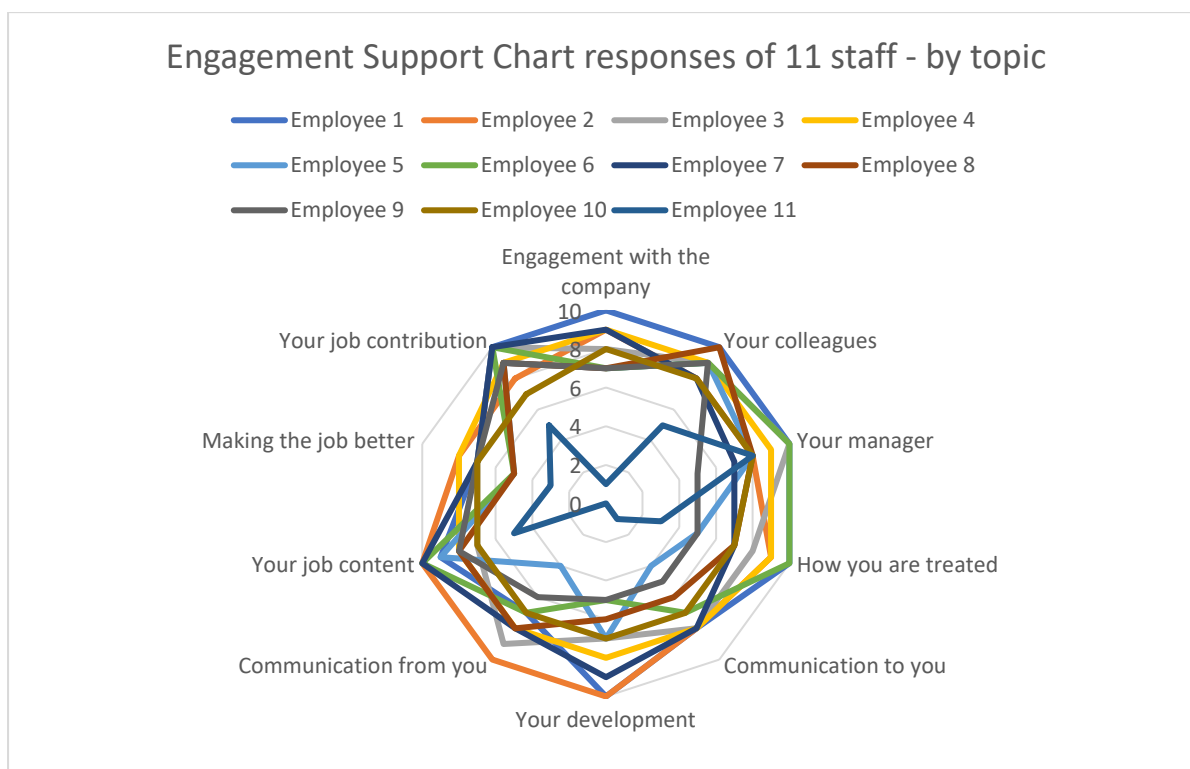 Engagement Support Chart responses of 11 staff - by topic
Employee 1 Employee 2 Employee 3 Employee 4
Employee 5 Employee 6 Employee 7 Employee 8
Employee 9 Employee 10 Employee 11
Engagement with the
company
10
8
6
4
2
0
Your colleagues
Your manager
How you are treated
Communication to you
Your development
Communication from you
Your job content
Making the job better
Your job contribution